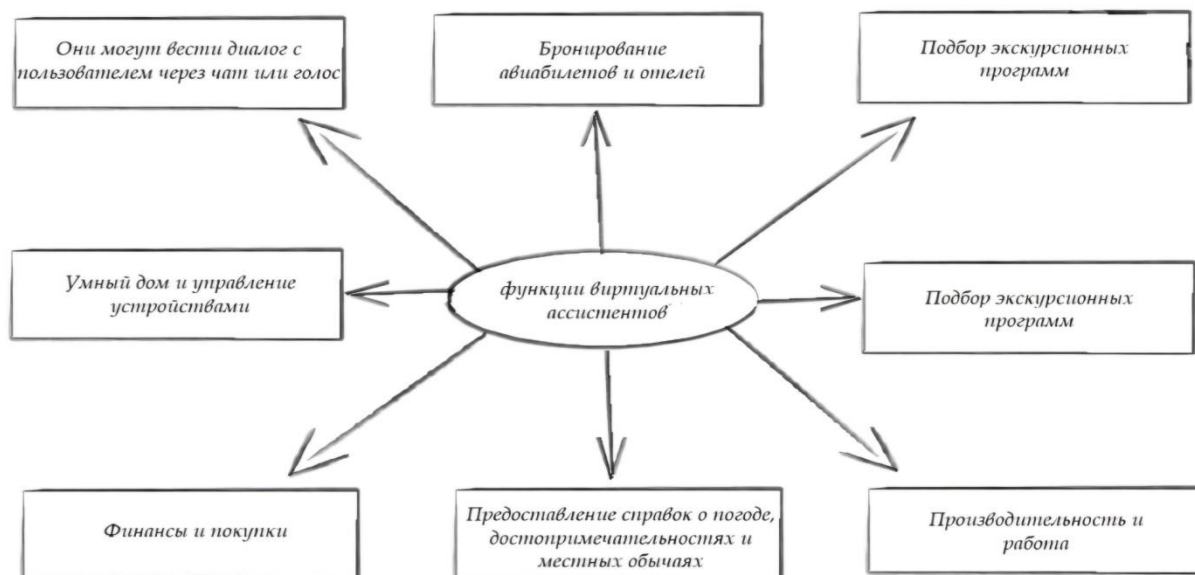 Они могут вести диалог с
пользователем через чат или голос
Бронирование
авиабилетов и отелей
Подбор экскурсионных
программ
Умный дом и управление
устройствами
функции виртуальных
ассистентов
Подбор экскурсионных
программ
Финансы и покупки
Предоставление справок о погоде,
достопримечательностях и
местных обычаях
Производительность и
работа